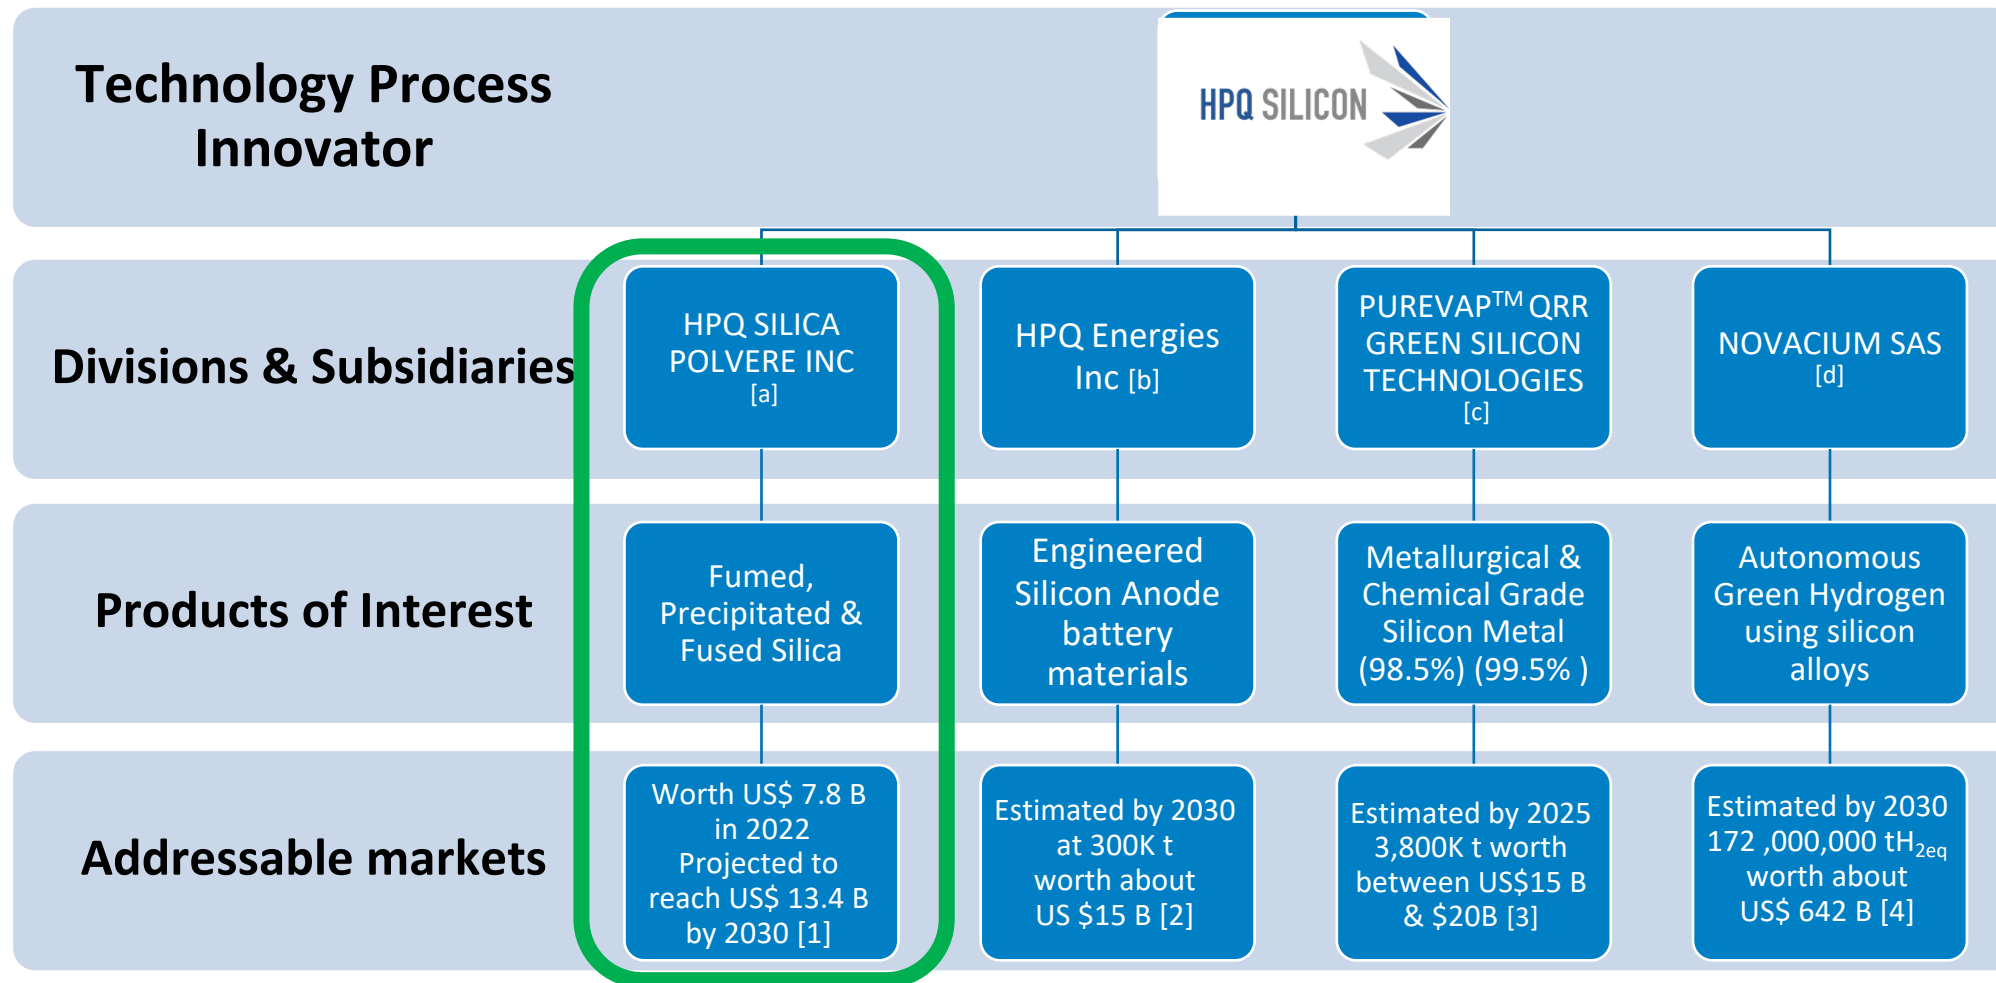 Technology Process
Innovator
HPQ SILICON
Divisions & Subsidiaries
HPQ SILICA
POLVERE INC
[a]
HPQ Energies
Inc [b]
PUREVAP™ QRR
GREEN SILICON
TECHNOLOGIES
[c]
NOVACIUM SAS
[d]
Products of Interest
Fumed,
Precipitated &
Fused Silica
Engineered
Silicon Anode
battery
materials
Metallurgical &
Chemical Grade
Silicon Metal
(98.5%) (99.5% )
Autonomous
Green Hydrogen
using silicon
alloys
Addressable markets
Worth US$ 7.8 B
in 2022
Projected to
reach US$ 13.4 B
by 2030 [1]
Estimated by 2030
at 300K t
worth about
US $15 B [2]
Estimated by 2025
3,800K t worth
between US$15 B
& $20B [3]
Estimated by 2030
172 ,000,000 tH2eq
worth about
US$ 642 B [4]